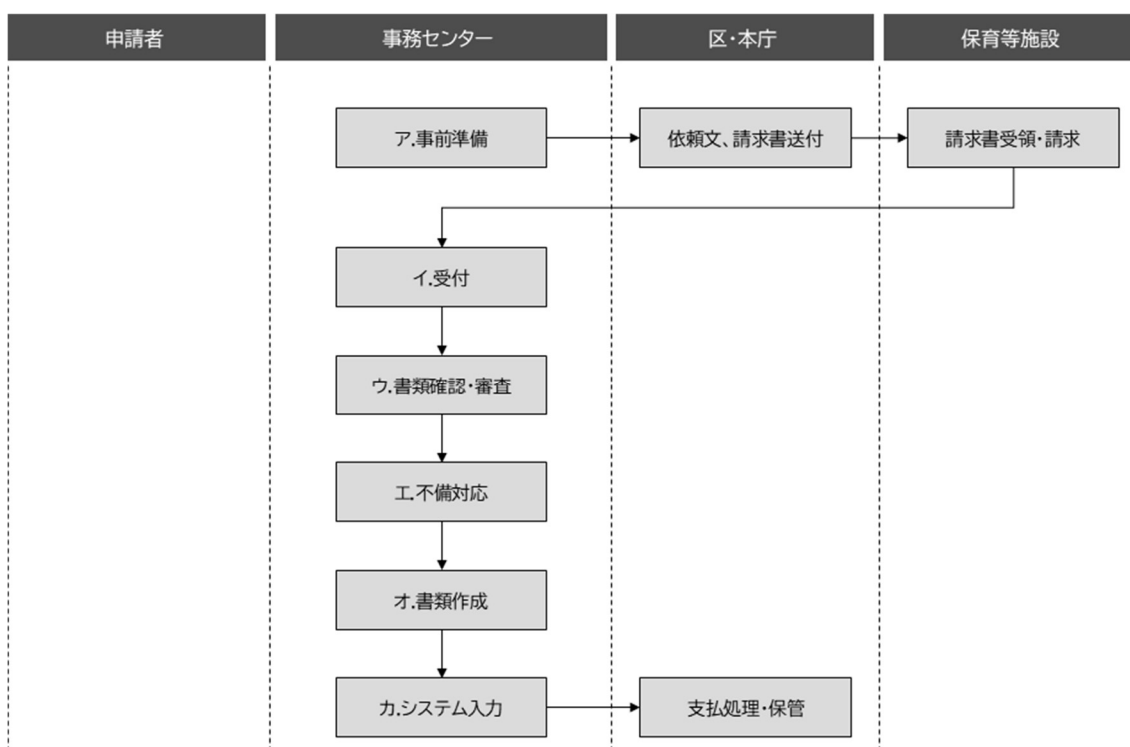 申請者
事務センター
区・本庁
保育等施設
ア.事前準備
依頼文、請求書送付
請求書受領・請求
イ.受付
ウ.書類確認・審査
エ.不備対応
オ.書類作成
カ.システム入力
支払処理・保管